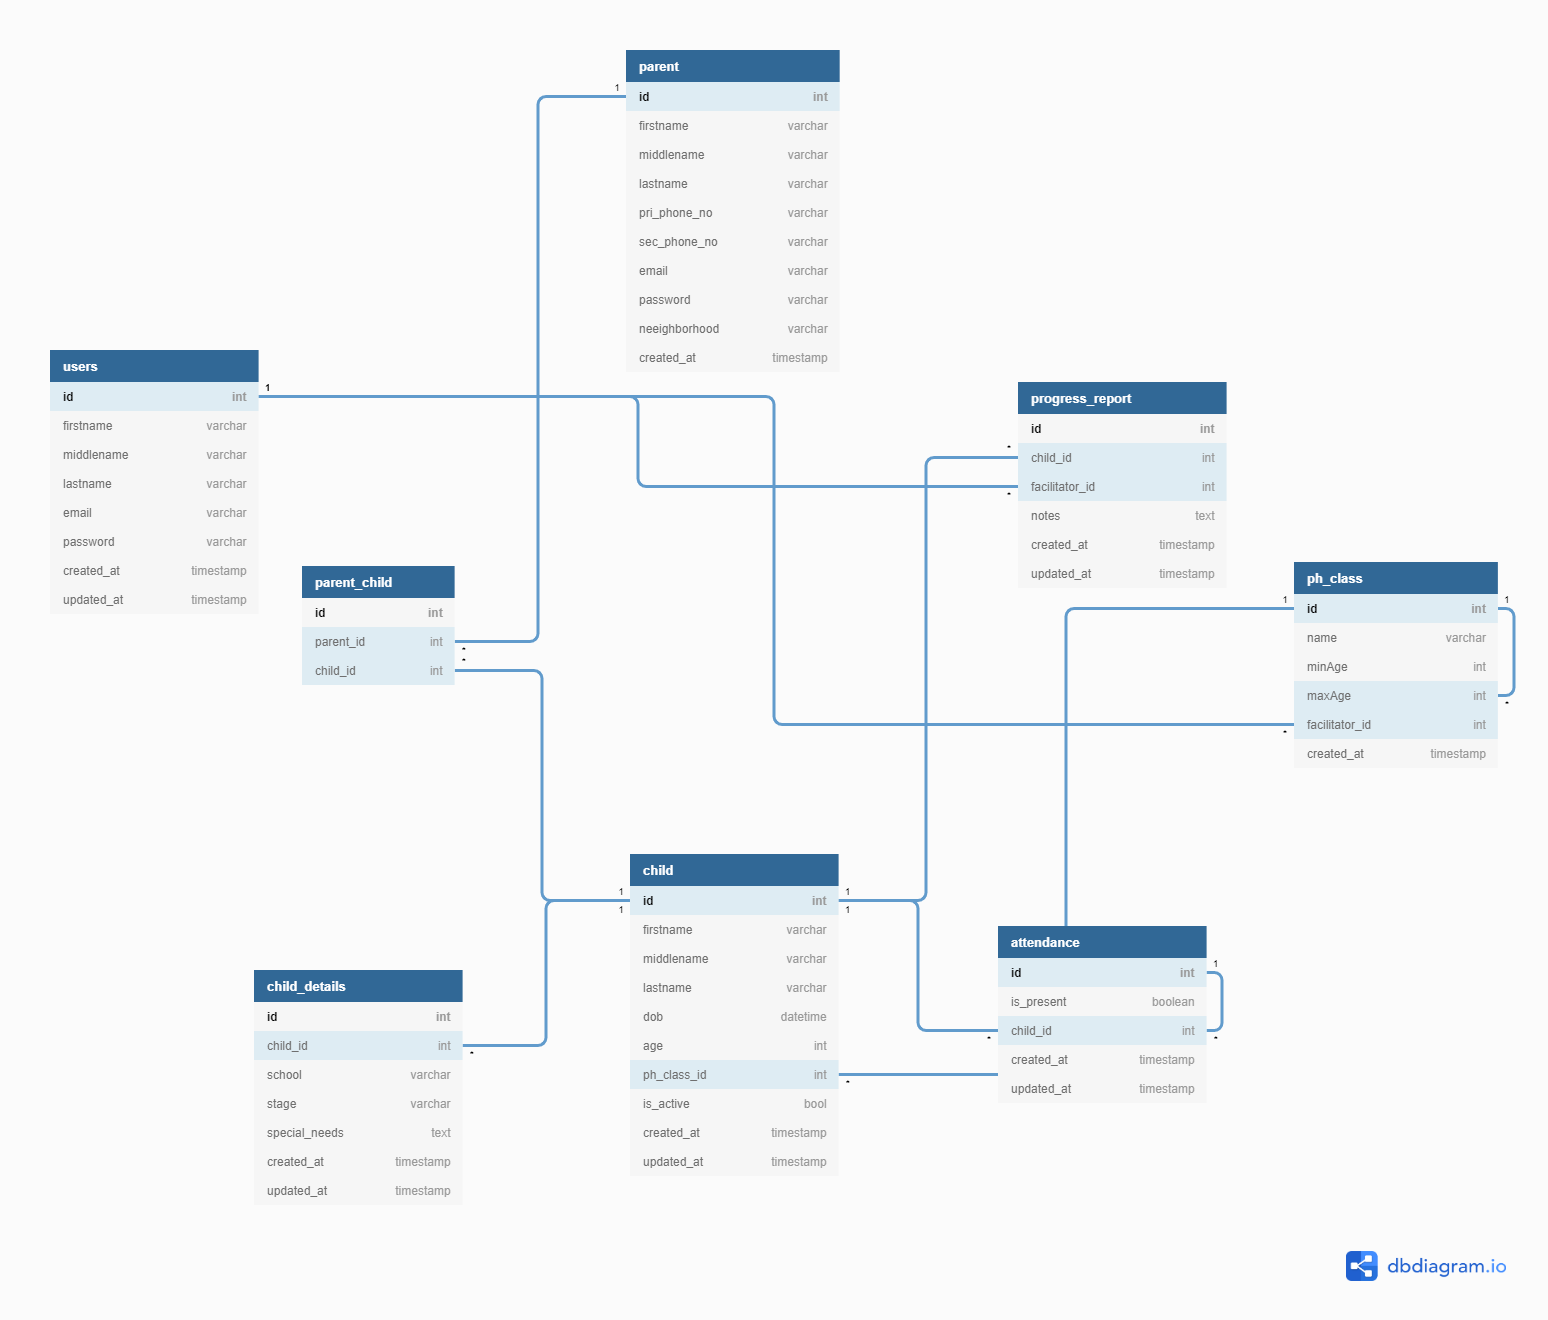 parent
1
id int
firstname varchar
middlename varchar
lastname varchar
pri_phone_no varchar
sec_phone_no varchar
email varchar
password varchar
neeighborhood varchar
created_at timestamp
users
id int
1
firstname varchar
middlename varchar
lastname varchar
email varchar
password varchar
created_at timestamp
updated_at timestamp
progress_report
id int
*
child_id int
facilitator_id int
*
notes text
created_at timestamp
updated_at timestamp
parent_child
id int
parent_id int
*
*
child_id int
ph_class
1
id int
1
name varchar
minAge int
maxAge int
*
facilitator_id int
*
created_at timestamp
child
1
id int
1
1
1
firstname varchar
middlename varchar
lastname varchar
dob datetime
age int
ph_class_id int
*
is_active bool
created_at timestamp
updated_at timestamp
attendance
id int
1
is_present boolean
child_id int
*
*
created_at timestamp
updated_at timestamp
child_details
id int
child_id int
*
school varchar
stage varchar
special_needs text
created_at timestamp
updated_at timestamp
dbdiagram.io